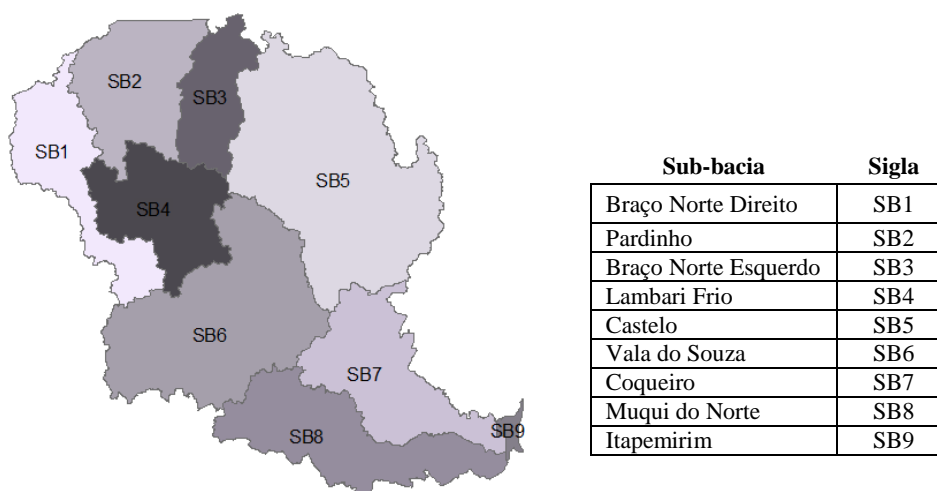 SB2
SB3
SB1
SB5
SB4
SB6
SB7
SB8
SB9
Sub-bacia Sigla
Braço Norte Direito SB1
Pardinho SB2
Braço Norte Esquerdo SB3
Lambari Frio SB4
Castelo SB5
Vala do Souza SB6
Coqueiro SB7
Muqui do Norte SB8
Itapemirim SB9